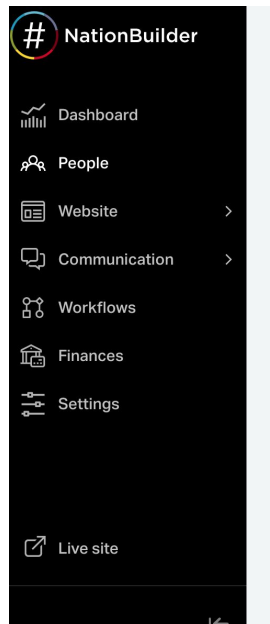 # NationBuilder
Dashboard
People
Website
Communication
Workflows
Finances
Settings
Live site